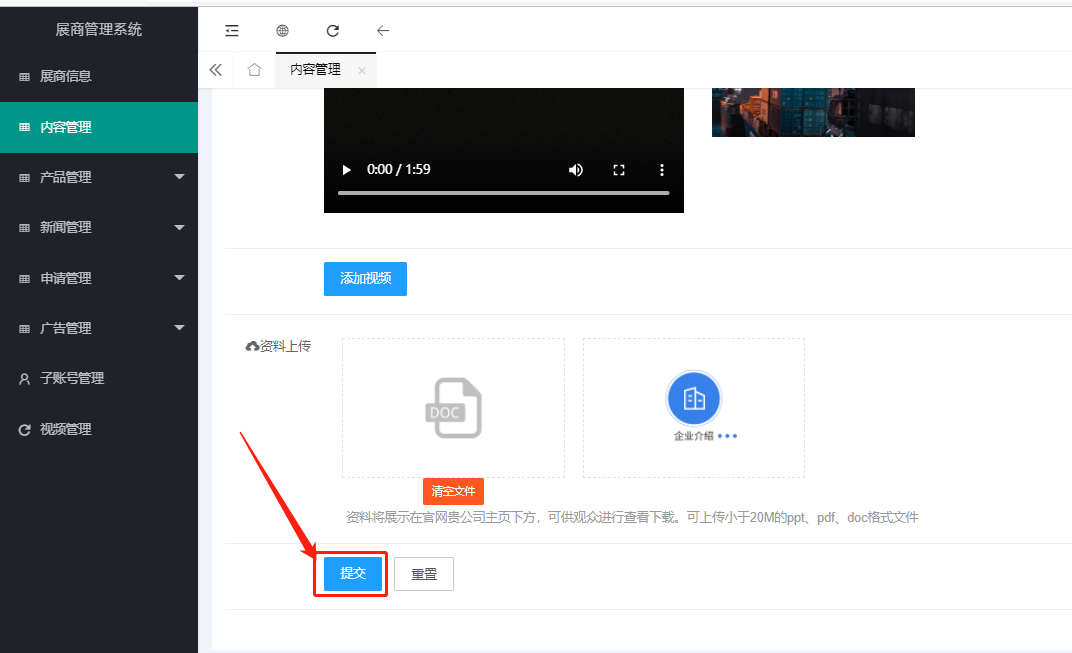 展商管理系统
展商信息
内容管理
内容管理
产品管理
0:00 / 1:59
新闻管理
添加视频
申请管理
广告管理
资料上传
子账号管理
DOC
企业介绍
视频管理
清空文件
资料将展示在官网贵公司主页下方，可供观众进行查看下载。可上传小于20M的ppt、pdf、doc格式文件
提交
重置